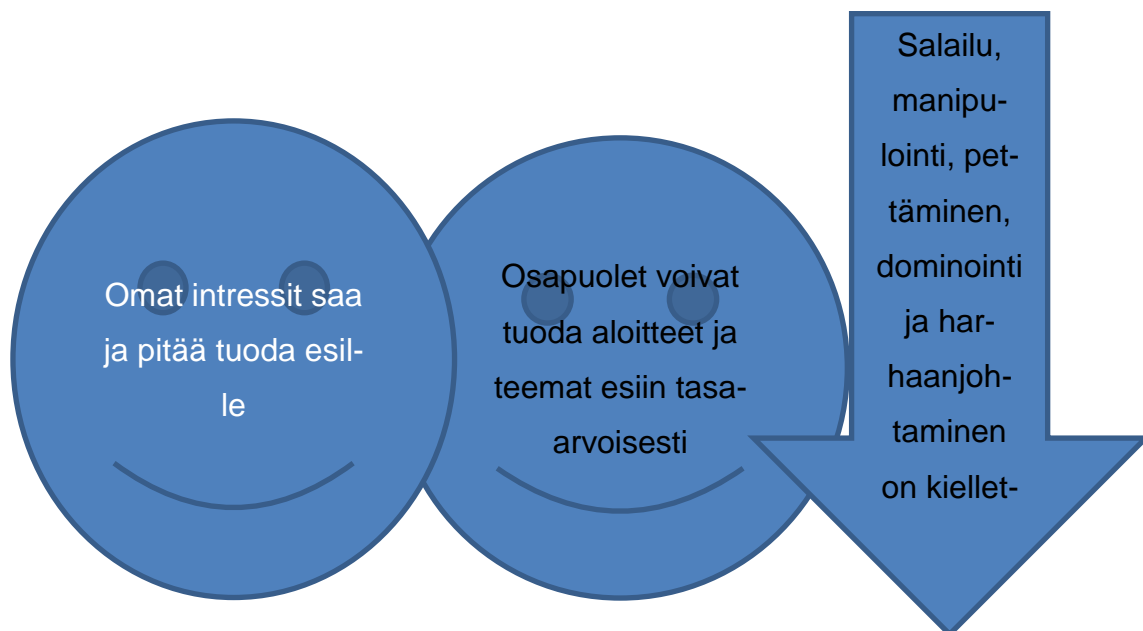 Omat intressit saa
ja pitää tuoda esil-
le
Osapuolet voivat
tuoda aloitteet ja
teemat esiin tasa-
arvoisesti
Salailu,
manipu-
lointi, pet-
täminen,
dominointi
ja har-
haanjoh-
taminen
on kiellet-